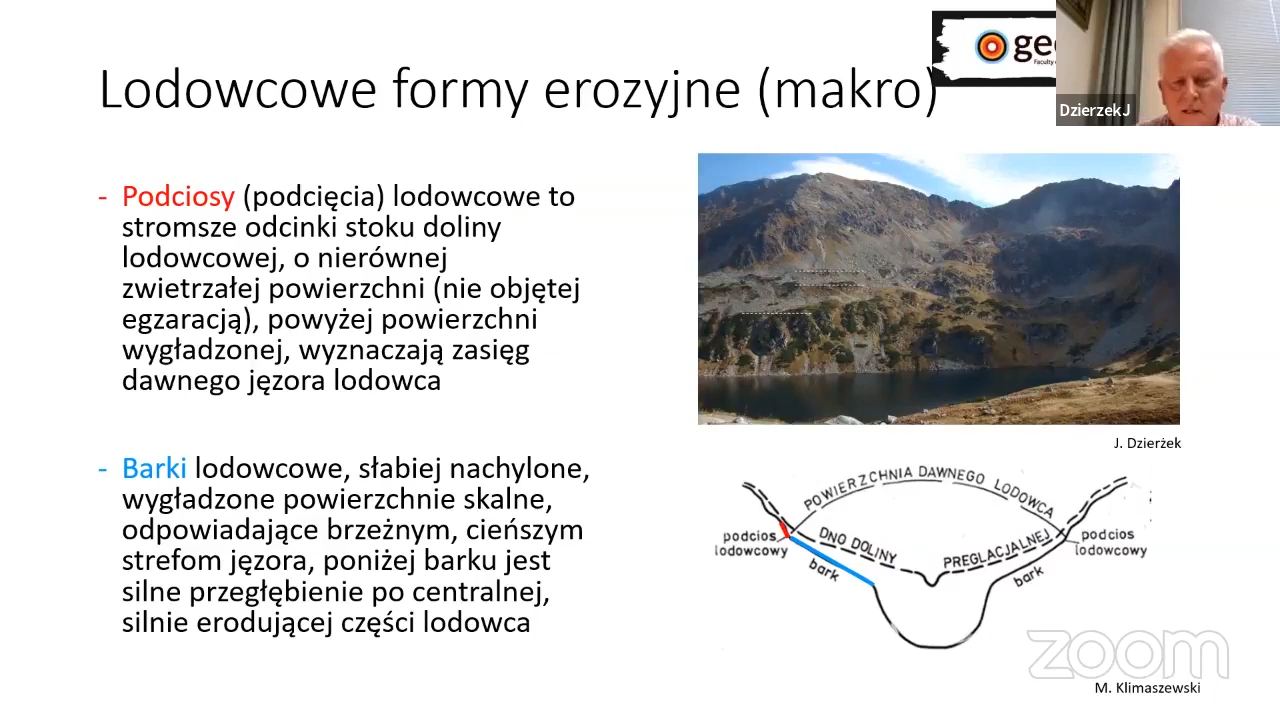 Lodowcowe formy erozyjne (makro)
DzierzekJ
- Podciosy (podcięcia) lodowcowe to
stromsze odcinki stoku doliny
lodowcowej, o nierównej
zwietrzałej powierzchni (nie objętej
egzaracją), powyżej powierzchni
wygładzonej, wyznaczają zasięg
dawnego jęzora lodowca
- Barki lodowcowe, słabiej nachylone,
wygładzone powierzchnie skalne,
odpowiadające brzeżnym, cieńszym
strefom jęzora, poniżej barku jest
silne przegłębienie po centralnej,
silnie erodującej części lodowca
J. Dzierżek
POWIERZCHNIA DAWNEGO LODOWCA
podcios
lodowcowy
DNO DOLINY
PREGLACJALNEJ
podcios
lodowcowy
bark
bark
zoom
M. Klimaszewski